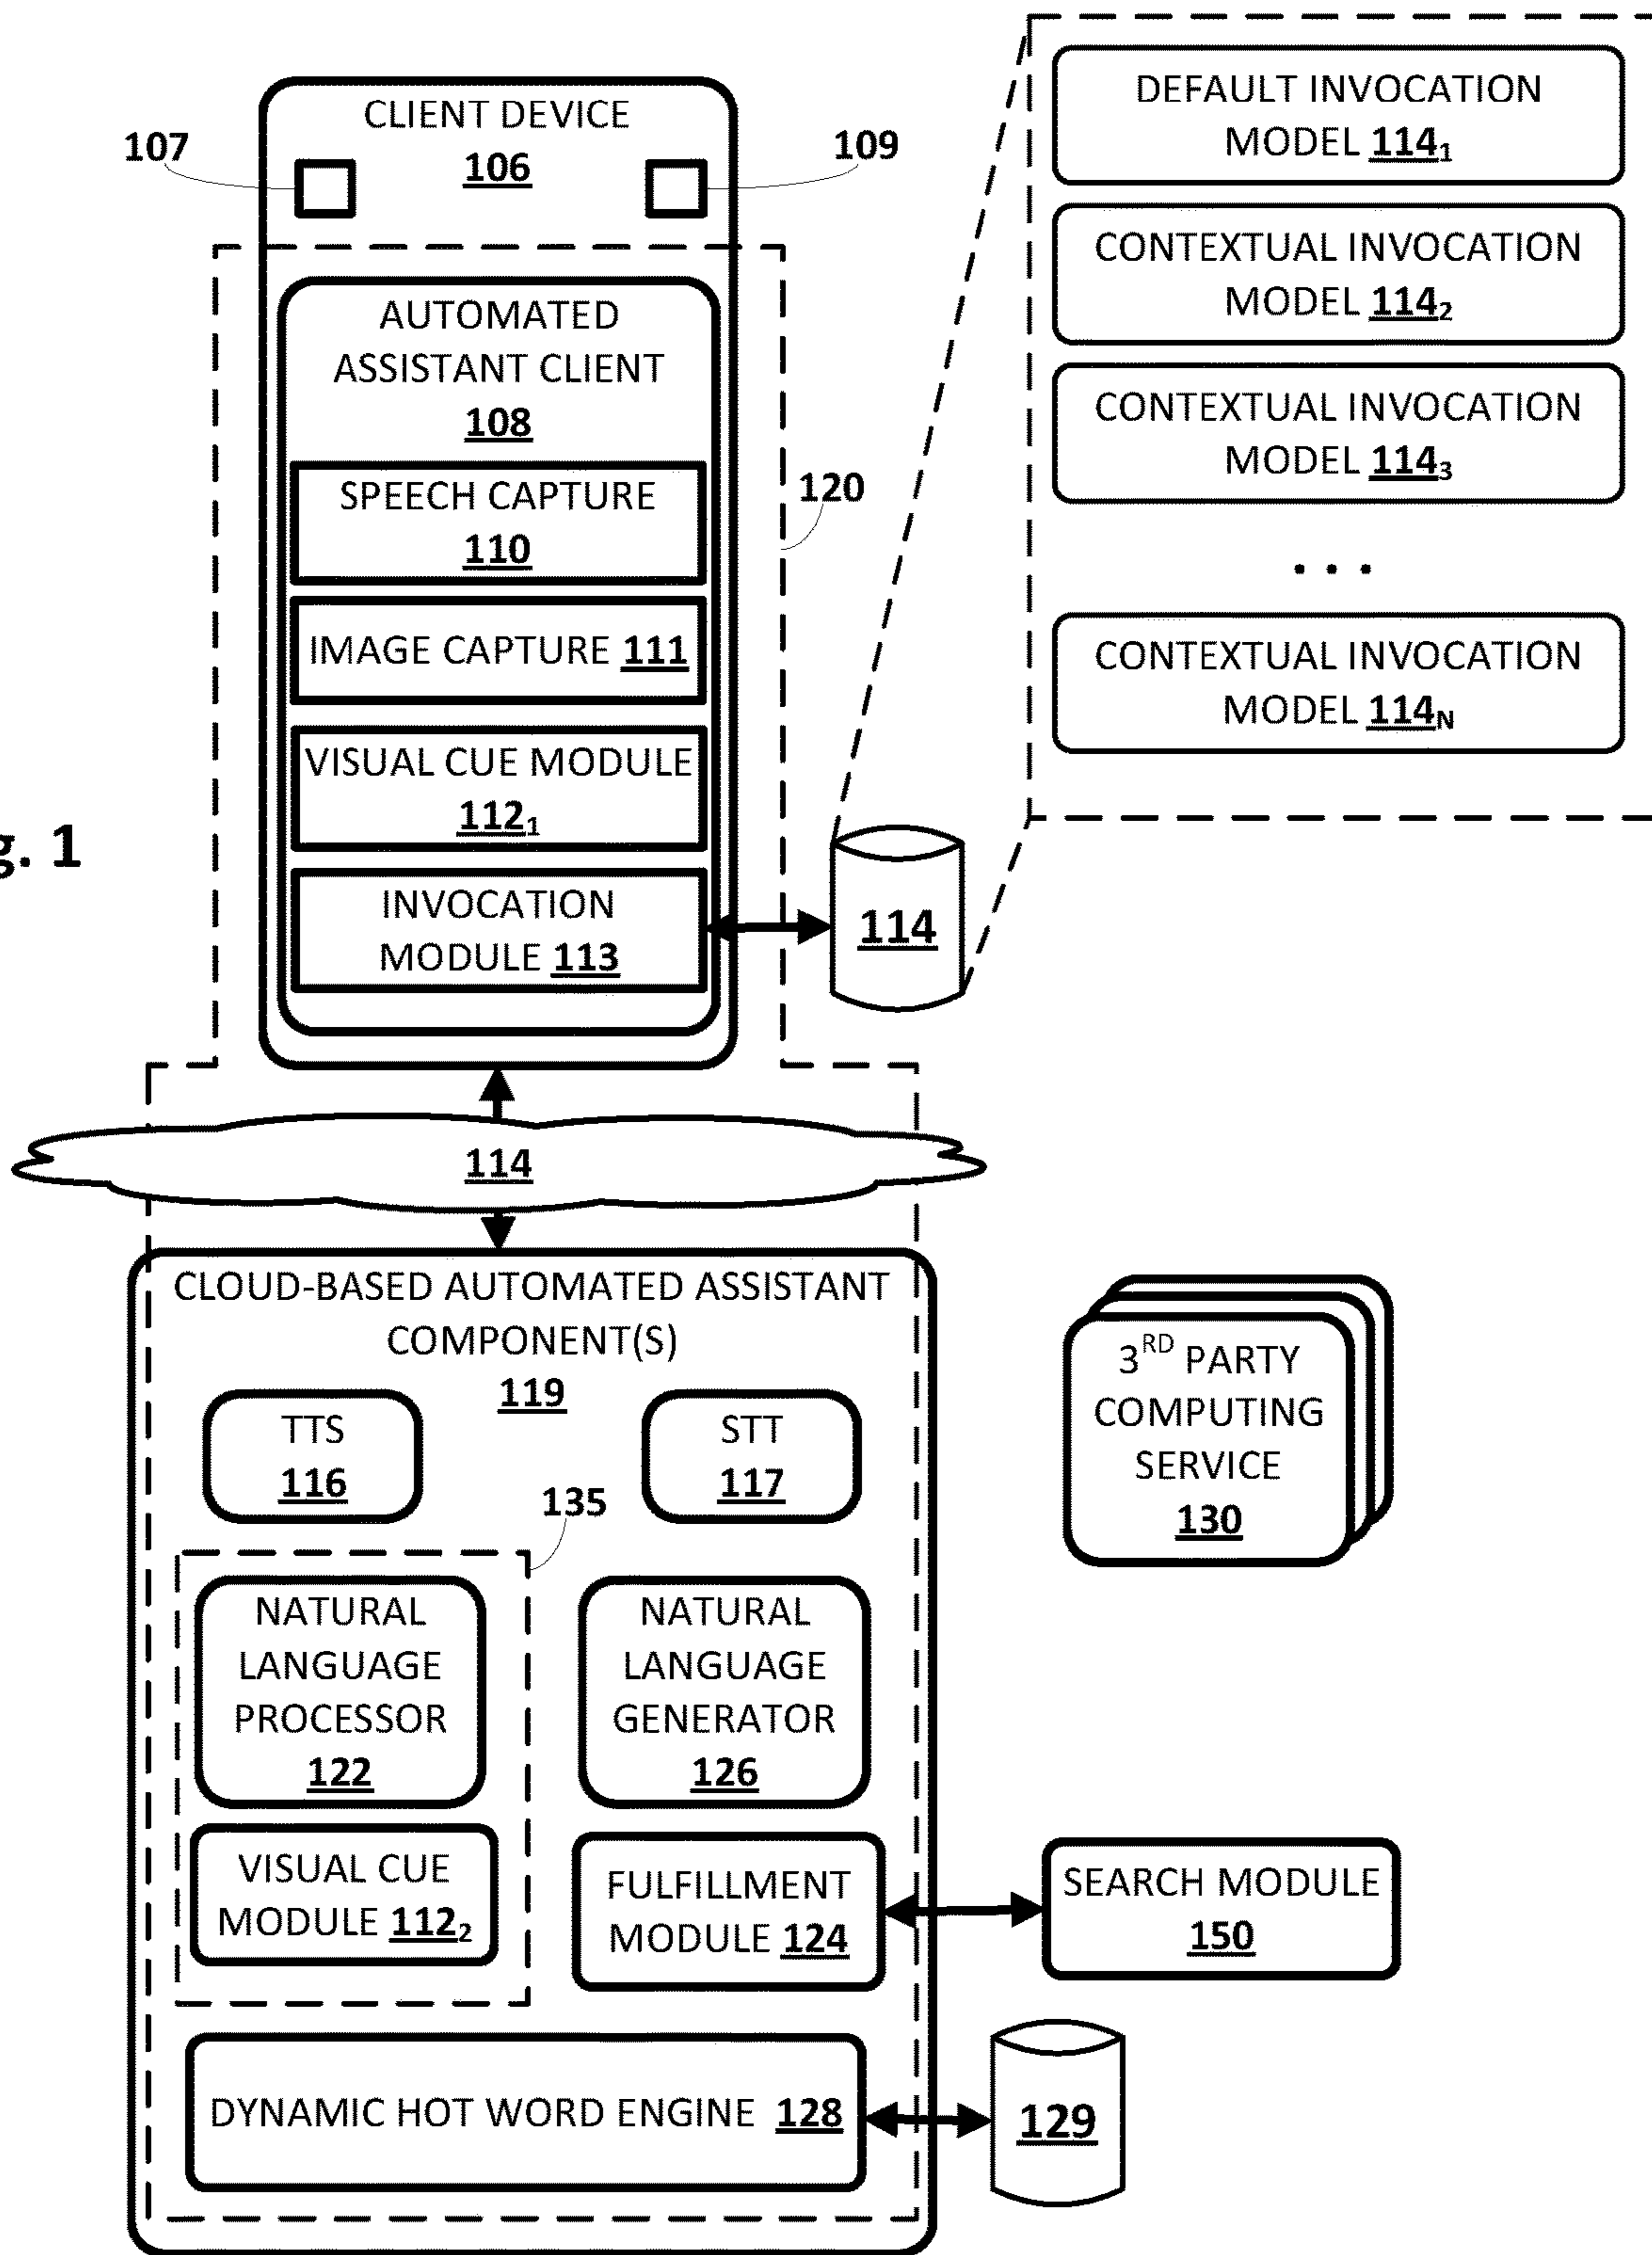 CLIENT DEVICE
106
107
109
AUTOMATED
ASSISTANT CLIENT
108
SPEECH CAPTURE
110
IMAGE CAPTURE 111
VISUAL CUE MODULE
112₁
INVOCATION
MODULE 113
120
114
DEFAULT INVOCATION
MODEL 114₁
CONTEXTUAL INVOCATION
MODEL 114₂
CONTEXTUAL INVOCATION
MODEL 114₃
. . .
CONTEXTUAL INVOCATION
MODEL 114N
g. 1
114
CLOUD-BASED AUTOMATED ASSISTANT
COMPONENT(S)
119
TTS
116
STT
117
135
NATURAL
LANGUAGE
PROCESSOR
122
NATURAL
LANGUAGE
GENERATOR
126
VISUAL CUE
MODULE 112₂
FULFILLMENT
MODULE 124
DYNAMIC HOT WORD ENGINE 128
3RD PARTY
COMPUTING
SERVICE
130
SEARCH MODULE
150
129